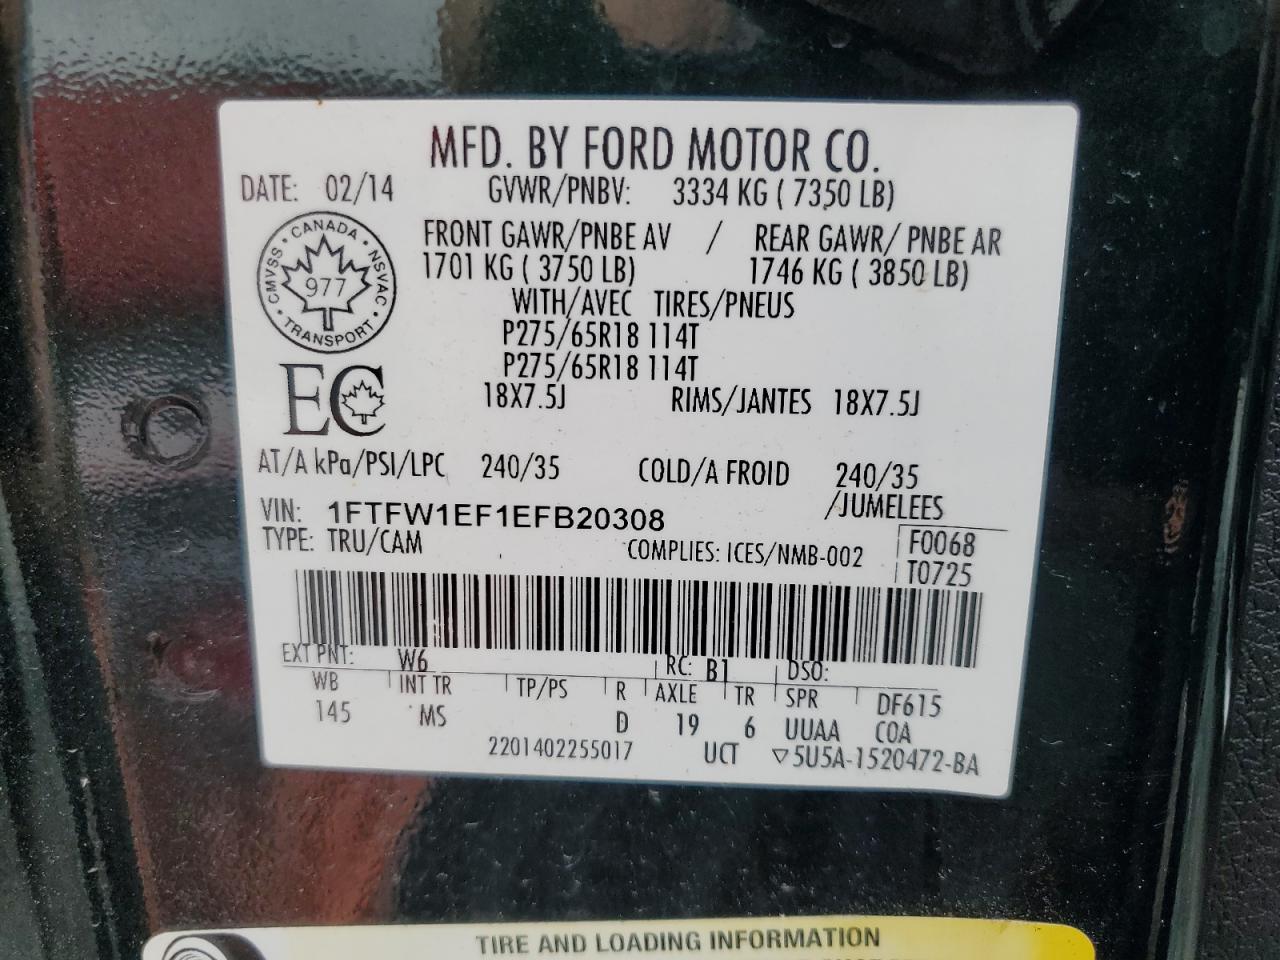 MFD. BY FORD MOTOR CO.
DATE: 02/14 GVWR/PNBV: 3334 KG ( 7350 LB)
FRONT GAWR/PNBE AV / REAR GAWR/ PNBE AR
1701 KG ( 3750 LB) 1746 KG ( 3850 LB)
WITH/AVEC TIRES/PNEUS
P275/65R18 114T
P275/65R18 114T
18X7.5J RIMS/JANTES 18X7.5J
CMVSS • CANADA • NSVAC • TRANSPORT •
977
EC
AT/A kPa/PSI/LPC 240/35 COLD/A FROID 240/35
VIN: 1FTFW1EF1EFB20308 /JUMELEES
TYPE: TRU/CAM COMPLIES: ICES/NMB-002 F0068
T0725
EXT PNT: W6 RC: B1 DSO:
WB INT TR TP/PS R AXLE TR SPR DF615
145 MS D 19 6 UUAA COA
2201402255017 UCT ▽5U5A-1520472-BA
TIRE AND LOADING INFORMATION